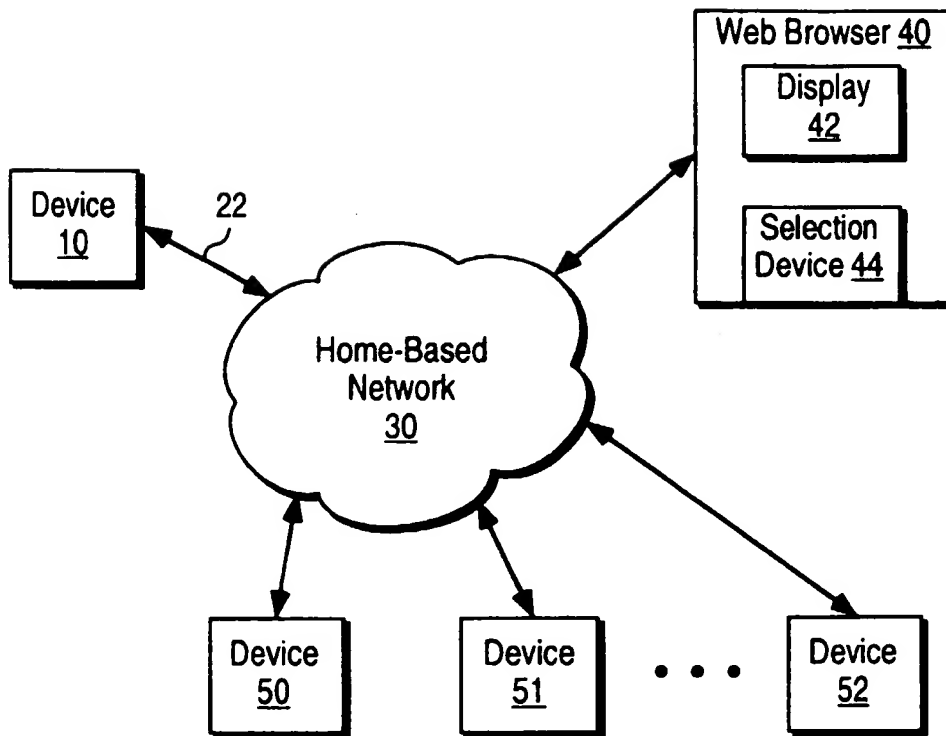 Web Browser 40
Display
42
Selection
Device 44
Device
10
22
Home-Based
Network
30
Device
50
Device
51
Device
52